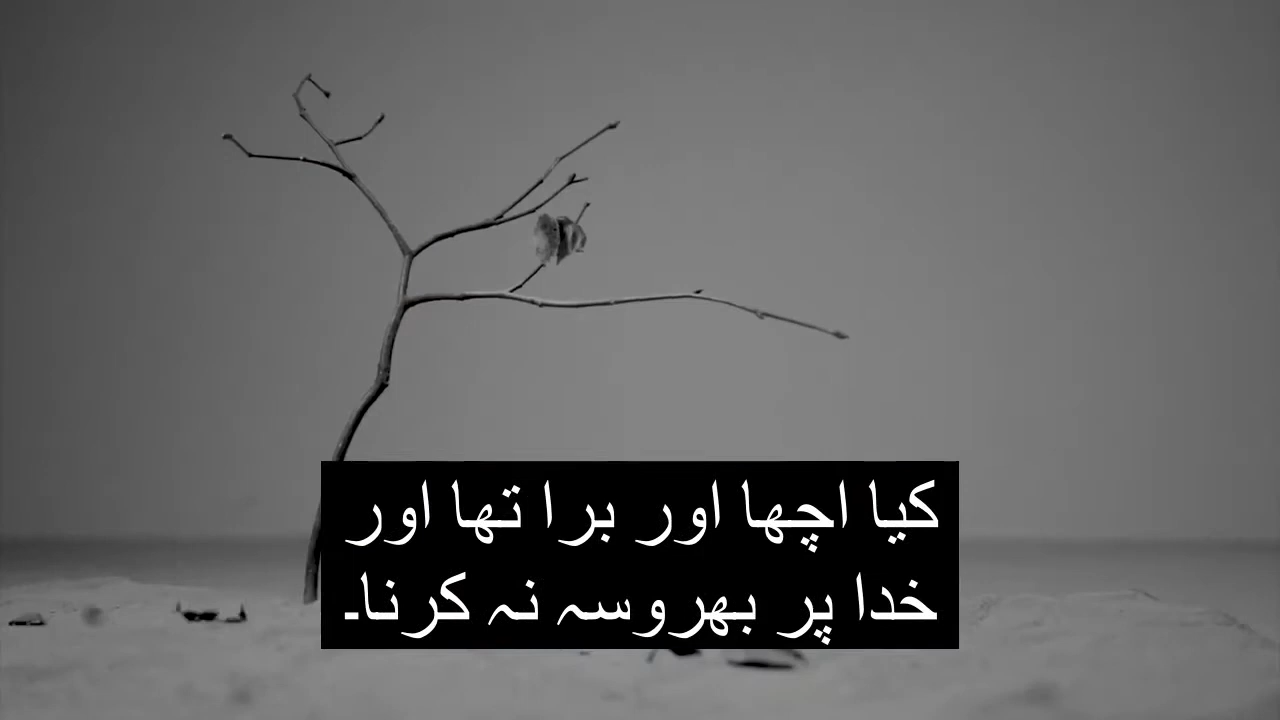 کیا اچھا اور برا تھا اور
خدا پر بھروسہ نہ کرنا۔